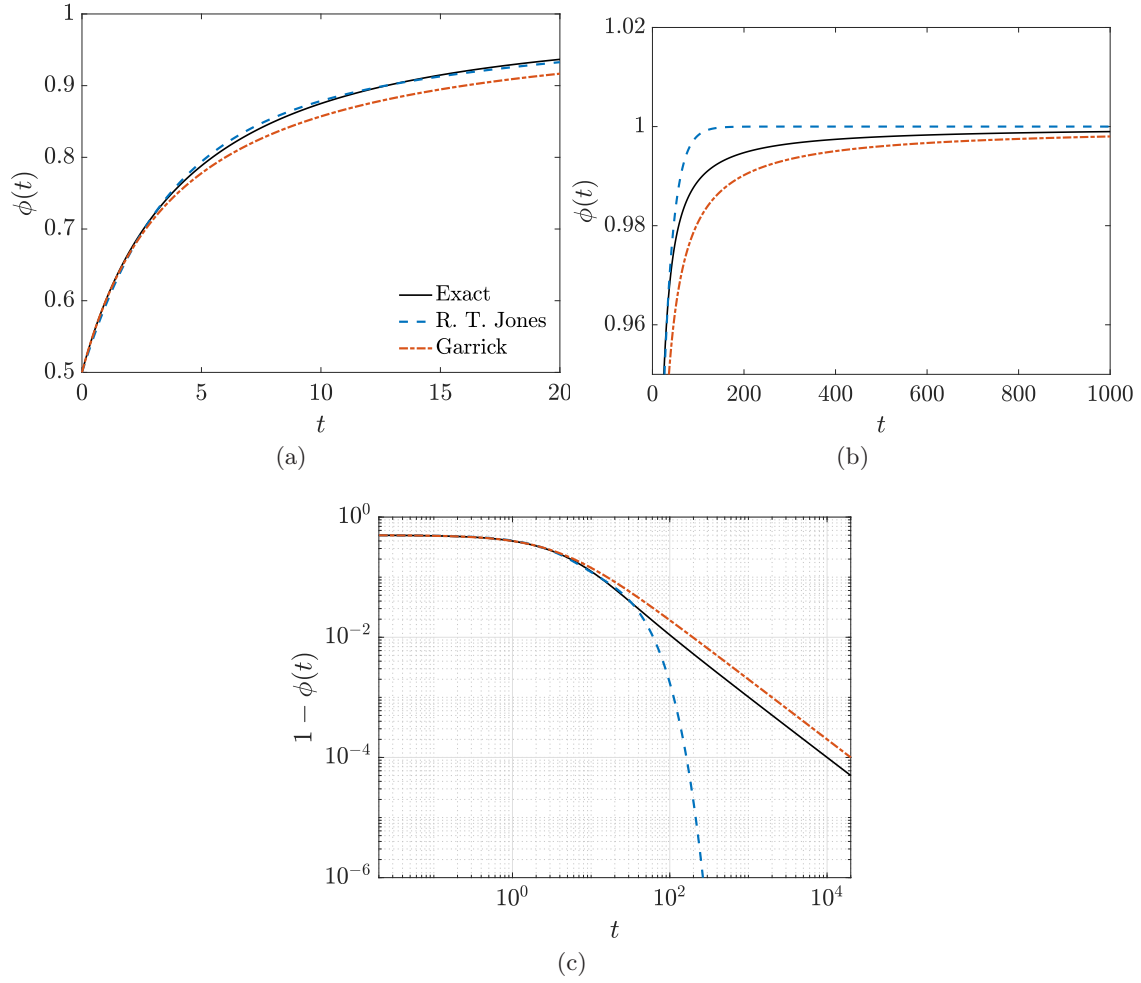 1
0.9
0.8
0.7
0.6
0.5
ϕ(t)
0 5 10 15 20
t
Exact
R. T. Jones
Garrick
(a)
1.02
1
0.98
0.96
ϕ(t)
0 200 400 600 800 1000
t
(b)
10^0
10^-2
10^-4
10^-6
1 − ϕ(t)
10^0 10^2 10^4
t
(c)